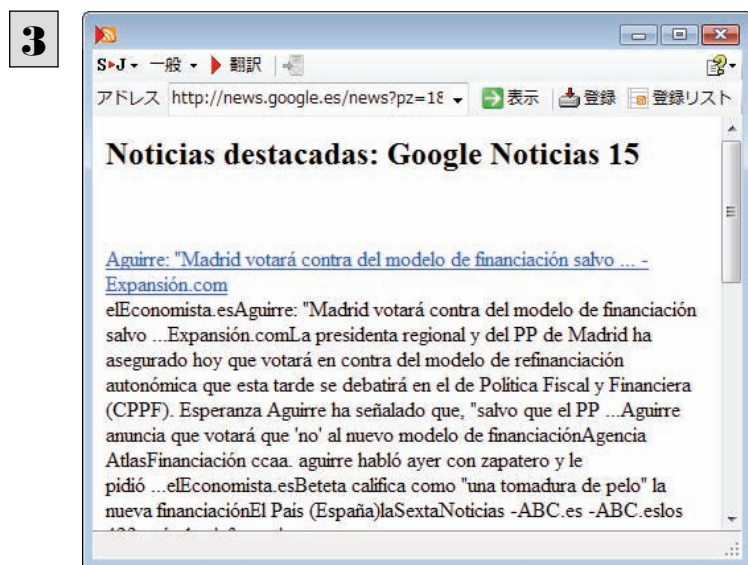 3
S▸J 一般 翻訳
アドレス http://news.google.es/news?pz=18 表示 登録 登録リスト
Noticias destacadas: Google Noticias 15
Aguirre: "Madrid votará contra del modelo de financiación salvo ... -
Expansión.com
elEconomista.esAguirre: "Madrid votará contra del modelo de financiación
salvo ...Expansión.comLa presidenta regional y del PP de Madrid ha
asegurado hoy que votará en contra del modelo de refinanciación
autonómica que esta tarde se debatirá en el de Política Fiscal y Financiera
(CPPF). Esperanza Aguirre ha señalado que, "salvo que el PP ...Aguirre
anuncia que votará que 'no' al nuevo modelo de financiaciónAgencia
AtlasFinanciación ccaa. aguirre habló ayer con zapatero y le
pidió ...elEconomista.esBeteta califica como "una tomadura de pelo" la
nueva financiaciónEl País (España)laSextaNoticias -ABC.es -ABC.eslos